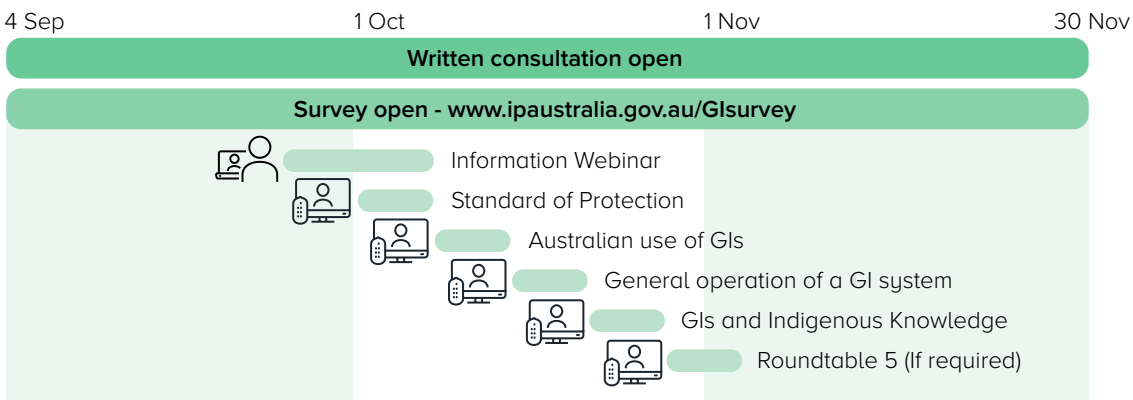 4 Sep 1 Oct 1 Nov 30 Nov
Written consultation open
Survey open - www.ipaustralia.gov.au/GIsurvey
Information Webinar
Standard of Protection
Australian use of GIs
General operation of a GI system
GIs and Indigenous Knowledge
Roundtable 5 (If required)